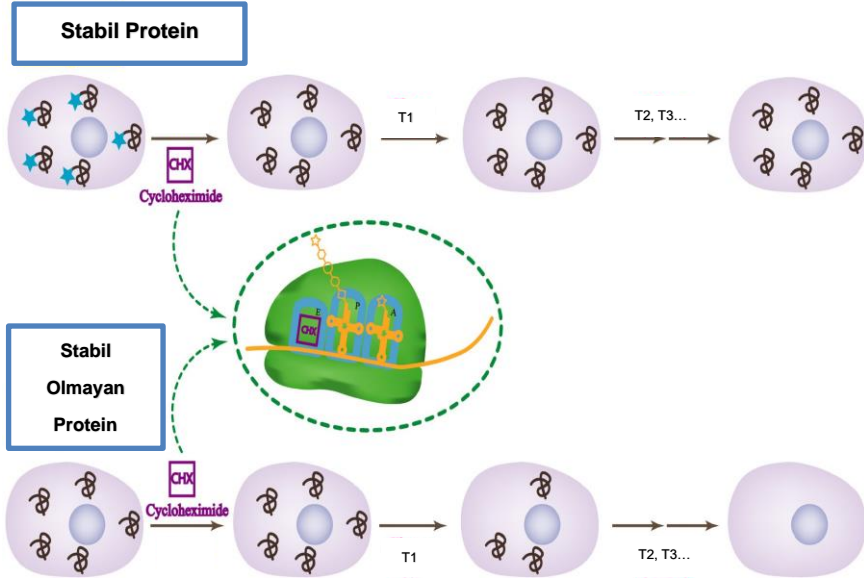 Stabil Protein
T1
T2, T3...
CHX
Cycloheximide
E
P
A
CHX
Stabil
Olmayan
Protein
CHX
Cycloheximide
T1
T2, T3...